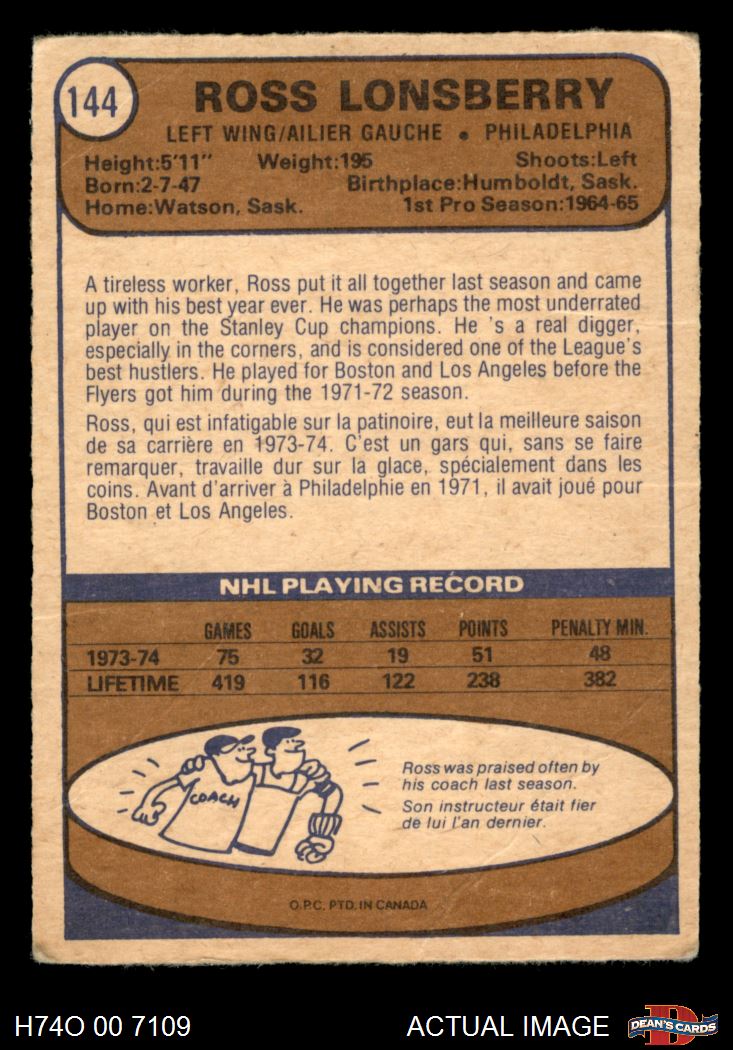 144
ROSS LONSBERRY
LEFT WING/AILIER GAUCHE • PHILADELPHIA
Height:5'11" Weight:195 Shoots:Left
Born:2-7-47 Birthplace:Humboldt, Sask.
Home:Watson, Sask. 1st Pro Season:1964-65
A tireless worker, Ross put it all together last season and came
up with his best year ever. He was perhaps the most underrated
player on the Stanley Cup champions. He 's a real digger,
especially in the corners, and is considered one of the League's
best hustlers. He played for Boston and Los Angeles before the
Flyers got him during the 1971-72 season.
Ross, qui est infatigable sur la patinoire, eut la meilleure saison
de sa carrière en 1973-74. C'est un gars qui, sans se faire
remarquer, travaille dur sur la glace, spécialement dans les
coins. Avant d'arriver à Philadelphie en 1971, il avait joué pour
Boston et Los Angeles.
NHL PLAYING RECORD
GAMES GOALS ASSISTS POINTS PENALTY MIN.
1973-74 75 32 19 51 48
LIFETIME 419 116 122 238 382
COACH
Ross was praised often by
his coach last season.
Son instructeur était fier
de lui l'an dernier.
O.P.C. PTD. IN CANADA
H74O 00 7109 ACTUAL IMAGE
D
DEAN'S CARDS